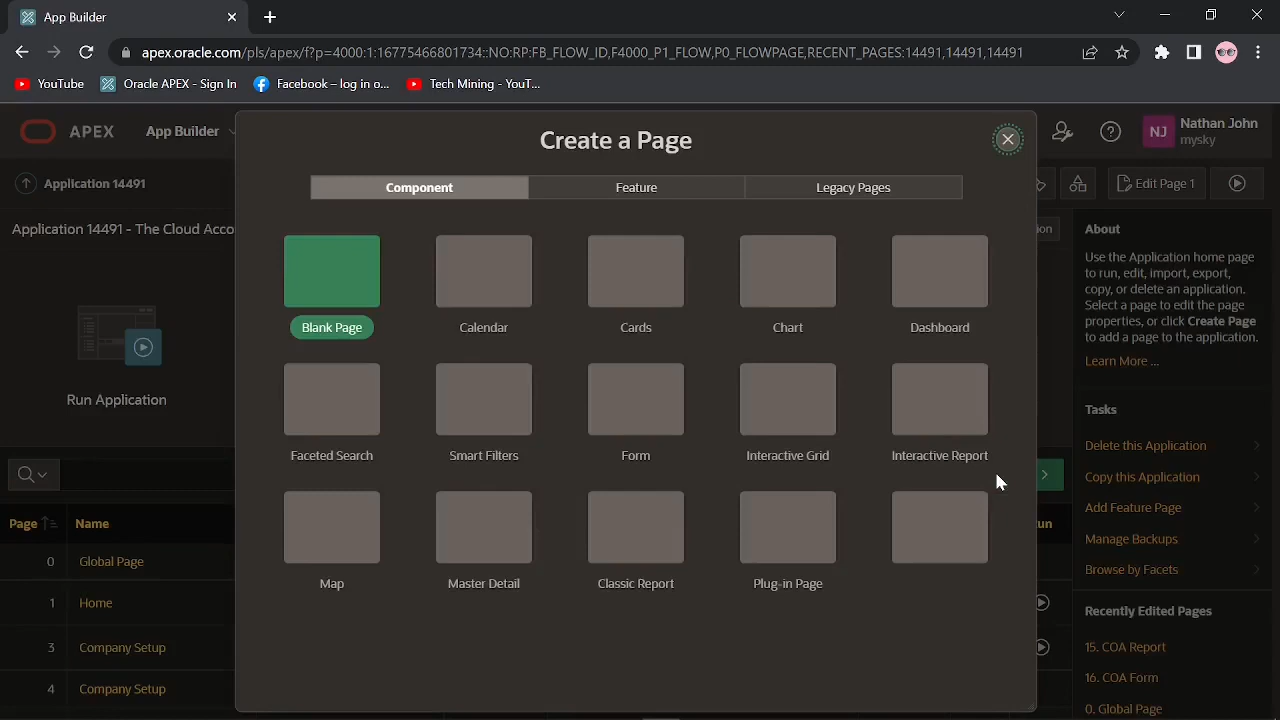 App Builder
apex.oracle.com/pls/apex/f?p=4000:1:16775466801734::NO:RP:FB_FLOW_ID,F4000_P1_FLOW,P0_FLOWPAGE,RECENT_PAGES:14491,14491,14491
YouTube
Oracle APEX - Sign In
Facebook – log in o...
Tech Mining - YouT...
APEX
App Builder
Create a Page
NJ
Nathan John
mysky
Application 14491
Component
Feature
Legacy Pages
Edit Page 1
Application 14491 - The Cloud Acco
on
Blank Page
Calendar
Cards
Chart
Dashboard
Faceted Search
Smart Filters
Form
Interactive Grid
Interactive Report
Map
Master Detail
Classic Report
Plug-in Page
Run Application
Page
Name
un
0
Global Page
1
Home
3
Company Setup
4
Company Setup
About
Use the Application home page
to run, edit, import, export,
copy, or delete an application.
Select a page to edit the page
properties, or click Create Page
to add a page to the application.
Learn More ...
Tasks
Delete this Application
Copy this Application
Add Feature Page
Manage Backups
Browse by Facets
Recently Edited Pages
15. COA Report
16. COA Form
0. Global Page